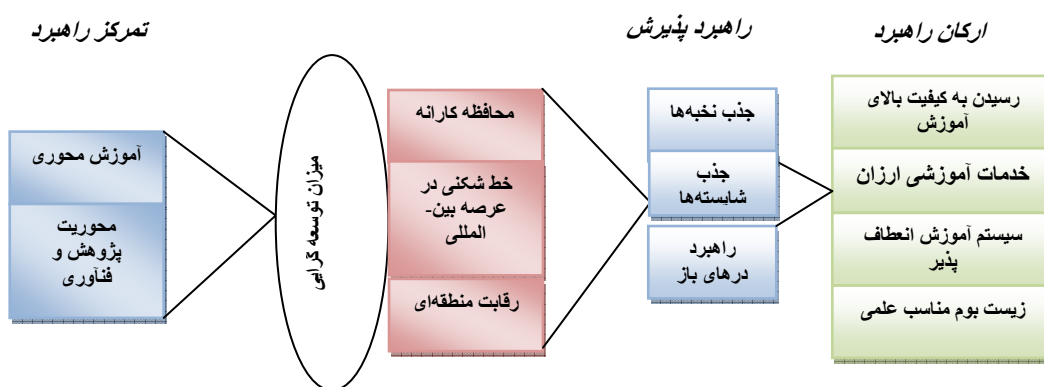 ارکان راهبرد
رسیدن به کیفیت بالای
آموزش
خدمات آموزشی ارزان
سیستم آموزش انعطاف
پذیر
زیست بوم مناسب علمی
راهبرد پذیرش
جذب نخبه‌ها
جذب
شایسته‌ها
راهبرد
درهای باز
محافظه کارانه
خط شکنی در
عرصه بین-
المللی
رقابت منطقه‌ای
میزان توسعه گرایی
تمرکز راهبرد
آموزش محوری
محوریت
پژوهش و
فنآوری